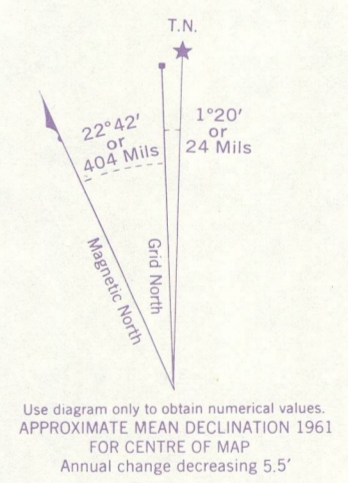 T.N.
22°42′
or
404 Mils
1°20′
or
24 Mils
Magnetic North
Grid North
Use diagram only to obtain numerical values.
APPROXIMATE MEAN DECLINATION 1961
FOR CENTRE OF MAP
Annual change decreasing 5.5′